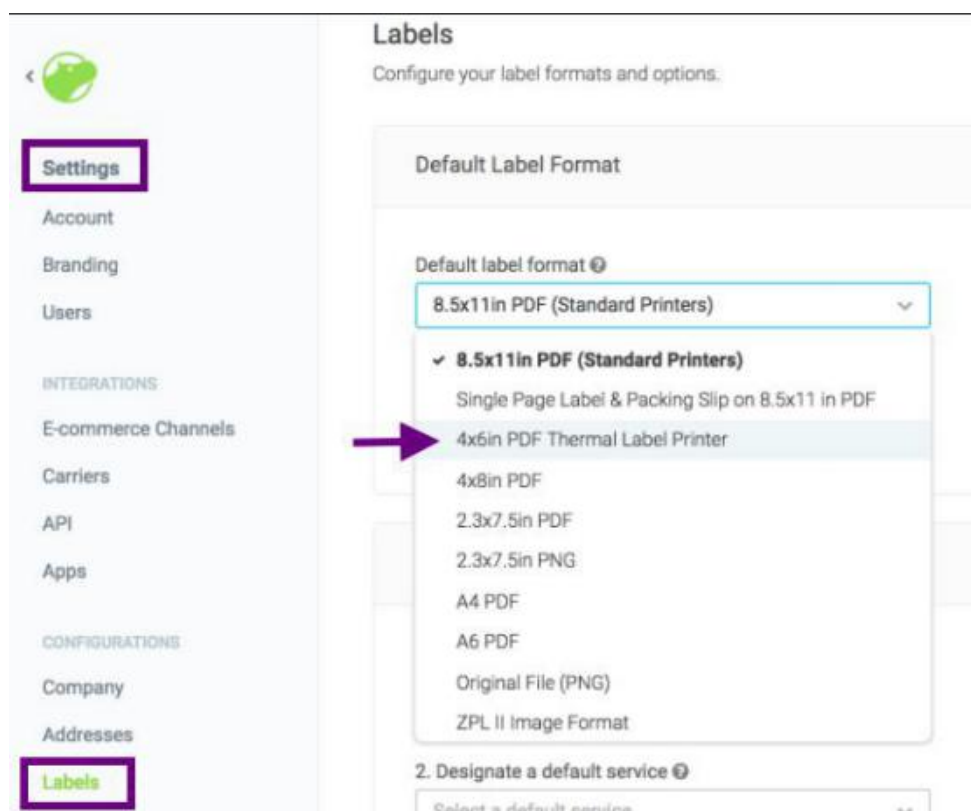 Labels
Configure your label formats and options.
Settings
Account
Branding
Users
INTEGRATIONS
E-commerce Channels
Carriers
API
Apps
CONFIGURATIONS
Company
Addresses
Labels
Default Label Format
Default label format
8.5x11in PDF (Standard Printers)
8.5x11in PDF (Standard Printers)
Single Page Label & Packing Slip on 8.5x11 in PDF
4x6in PDF Thermal Label Printer
4x8in PDF
2.3x7.5in PDF
2.3x7.5in PNG
A4 PDF
A6 PDF
Original File (PNG)
ZPL II Image Format
2. Designate a default service
Select a default service